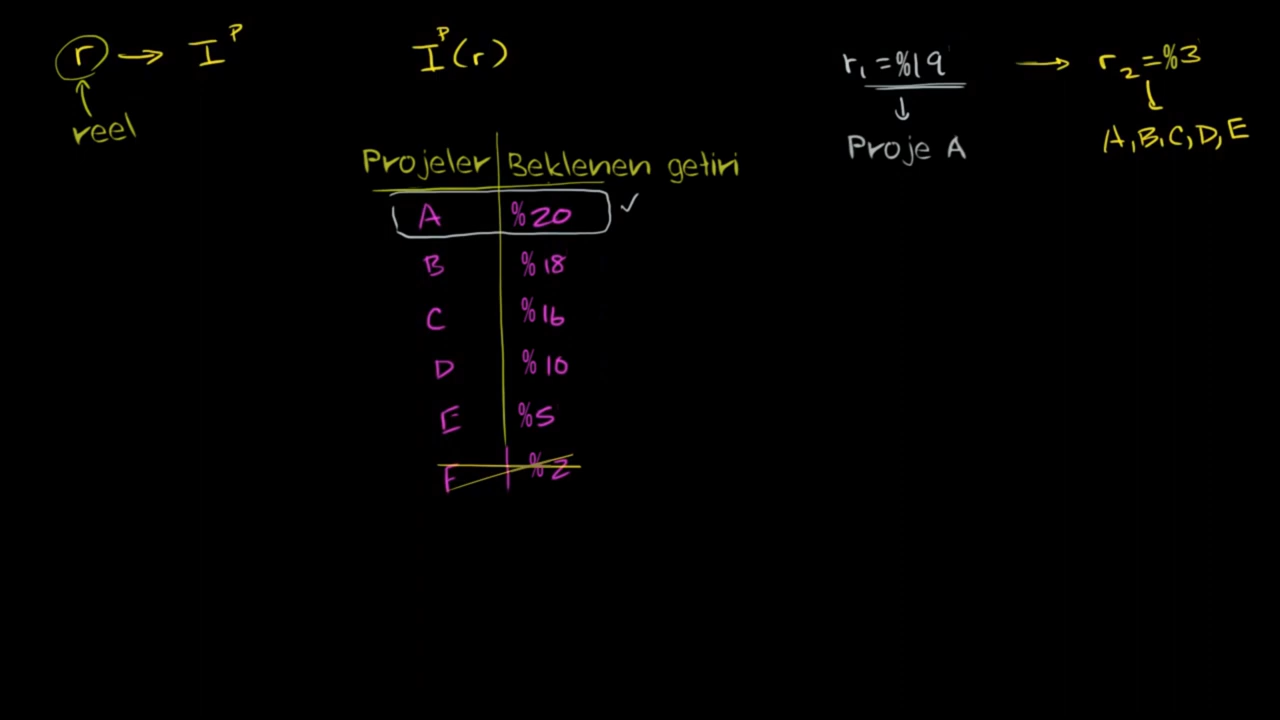 r → I^P
reel
I^P(r)
r₁ = %19 → r₂ = %3
Proje A
A, B, C, D, E
Projeler Beklenen getiri
A %20 ✓
B %18
C %16
D %10
E %5
F %2